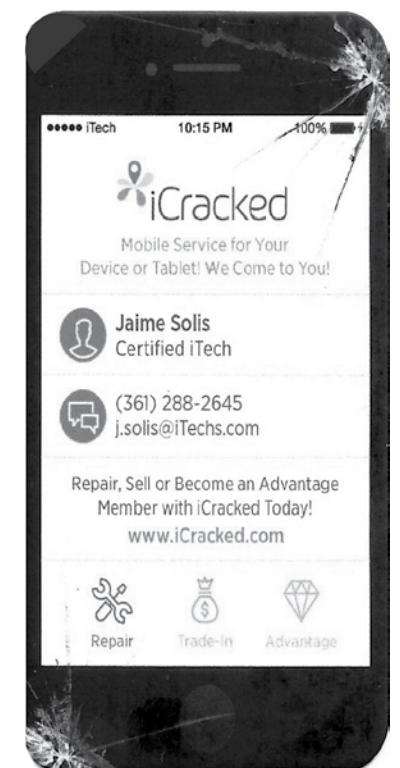 ●●●●● iTech 10:15 PM 100%
iCracked
Mobile Service for Your
Device or Tablet! We Come to You!
Jaime Solis
Certified iTech
(361) 288-2645
j.solis@iTechs.com
Repair, Sell or Become an Advantage
Member with iCracked Today!
www.iCracked.com
$
Repair Trade-In Advantage